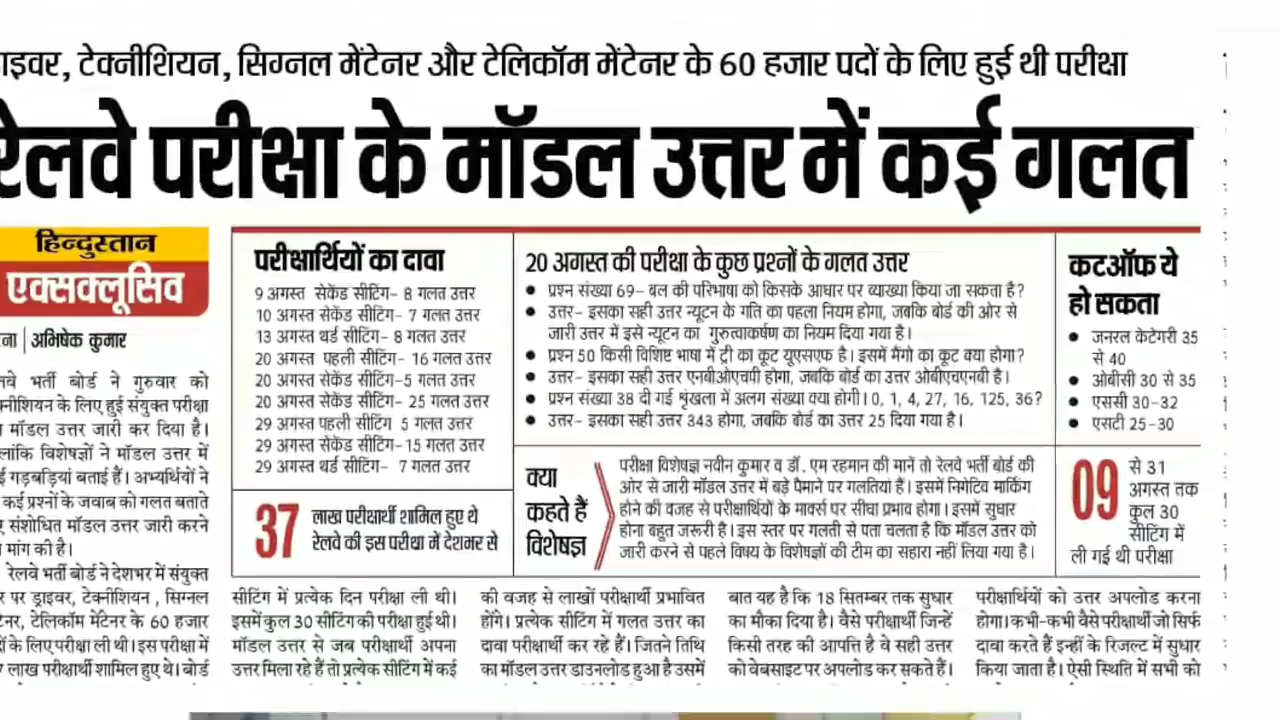 ाइवर, टेक्नीशियन, सिग्नल मेंटेनर और टेलिकॉम मेंटेनर के 60 हजार पदों के लिए हुई थी परीक्षा
रेलवे परीक्षा के मॉडल उत्तर में कई गलत
हिन्दुस्तान
एक्सक्लूसिव
ना | अभिषेक कुमार
लवे भर्ती बोर्ड ने गुरुवार को
क्नीशियन के लिए हुई संयुक्त परीक्षा
ा मॉडल उत्तर जारी कर दिया है।
लांकि विशेषज्ञों ने मॉडल उत्तर में
ई गड़बड़ियां बताई हैं। अभ्यर्थियों ने
कई प्रश्नों के जवाब को गलत बताते
ए संशोधित मॉडल उत्तर जारी करने
ी मांग की है।
रेलवे भर्ती बोर्ड ने देशभर में संयुक्त
र पर ड्राइवर, टेक्नीशियन , सिग्नल
टेनर, टेलिकॉम मेंटेनर के 60 हजार
ों के लिए परीक्षा ली थी। इस परीक्षा में
7 लाख परीक्षार्थी शामिल हुए थे। बोर्ड
परीक्षार्थियों का दावा
9 अगस्त सेकेंड सीटिंग- 8 गलत उत्तर
10 अगस्त सेकेंड सीटिंग- 7 गलत उत्तर
13 अगस्त थर्ड सीटिंग- 8 गलत उत्तर
20 अगस्त पहली सीटिंग- 16 गलत उत्तर
20 अगस्त सेकेंड सीटिंग-5 गलत उत्तर
20 अगस्त सेकेंड सीटिंग- 25 गलत उत्तर
29 अगस्त पहली सीटिंग 5 गलत उत्तर
29 अगस्त सेकेंड सीटिंग-15 गलत उत्तर
29 अगस्त थर्ड सीटिंग- 7 गलत उत्तर
37 लाख परीक्षार्थी शामिल हुए थे
रेलवे की इस परीक्षा में देशभर से
20 अगस्त की परीक्षा के कुछ प्रश्नों के गलत उत्तर
● प्रश्न संख्या 69- बल की परिभाषा को किसके आधार पर व्याख्या किया जा सकता है?
● उत्तर- इसका सही उत्तर न्यूटन के गति का पहला नियम होगा, जबकि बोर्ड की ओर से
जारी उत्तर में इसे न्यूटन का गुरुत्वाकर्षण का नियम दिया गया है।
● प्रश्न 50 किसी विशिष्ट भाषा में ट्री का कूट यूएसएफ है। इसमें मैंगो का कूट क्या होगा?
● उत्तर- इसका सही उत्तर एनबीओएचपी होगा, जबकि बोर्ड का उत्तर ओबीएचएनबी है।
● प्रश्न संख्या 38 दी गई श्रृंखला में अलग संख्या क्या होगी। 0, 1, 4, 27, 16, 125, 36?
● उत्तर- इसका सही उत्तर 343 होगा, जबकि बोर्ड का उत्तर 25 दिया गया है।
क्या
कहते हैं
विशेषज्ञ
परीक्षा विशेषज्ञ नवीन कुमार व डॉ. एम रहमान की मानें तो रेलवे भर्ती बोर्ड की
ओर से जारी मॉडल उत्तर में बड़े पैमाने पर गलतियां हैं। इसमें निगेटिव मार्किंग
होने की वजह से परीक्षार्थियों के मार्क्स पर सीधा प्रभाव होगा। इसमें सुधार
होना बहुत जरूरी है। इस स्तर पर गलती से पता चलता है कि मॉडल उत्तर को
जारी करने से पहले विषय के विशेषज्ञों की टीम का सहारा नहीं लिया गया है।
कटऑफ ये
हो सकता
● जनरल केटेगरी 35
से 40
● ओबीसी 30 से 35
● एससी 30-32
● एसटी 25-30
09 से 31
अगस्त तक
कुल 30
सीटिंग में
ली गई थी परीक्षा
सीटिंग में प्रत्येक दिन परीक्षा ली थी।
इसमें कुल 30 सीटिंग की परीक्षा हुई थी।
मॉडल उत्तर से जब परीक्षार्थी अपना
उत्तर मिला रहे हैं तो प्रत्येक सीटिंग में कई
की वजह से लाखों परीक्षार्थी प्रभावित
होंगे। प्रत्येक सीटिंग में गलत उत्तर का
दावा परीक्षार्थी कर रहे हैं। जितने तिथि
का मॉडल उत्तर डाउनलोड हुआ है उसमें
बात यह है कि 18 सितम्बर तक सुधार
का मौका दिया है। वैसे परीक्षार्थी जिन्हें
किसी तरह की आपत्ति है वे सही उत्तर
को वेबसाइट पर अपलोड कर सकते हैं।
परीक्षार्थियों को उत्तर अपलोड करना
होगा। कभी-कभी वैसे परीक्षार्थी जो सिर्फ
दावा करते हैं इन्हीं के रिजल्ट में सुधार
किया जाता है। ऐसी स्थिति में सभी को